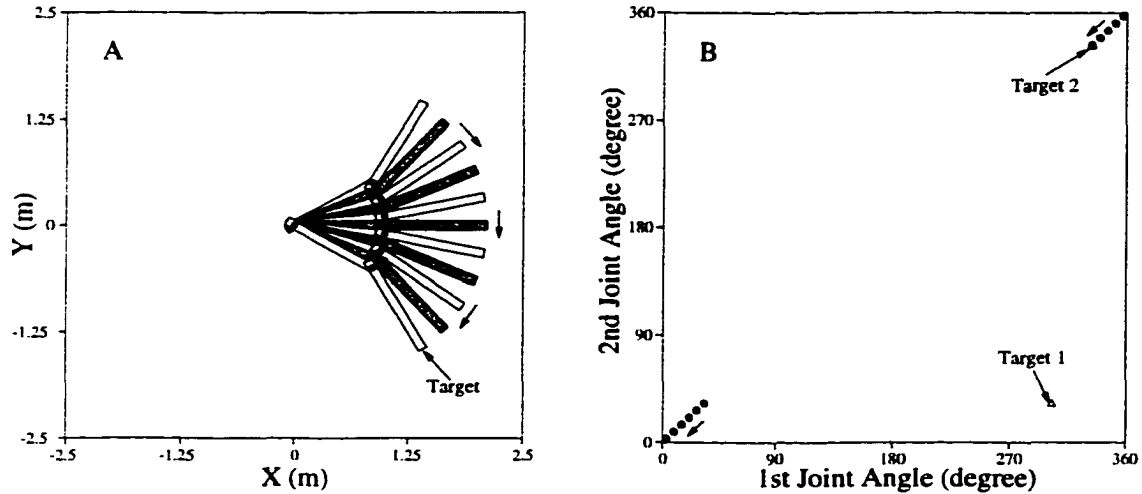 A
2.5
1.25
0
-1.25
-2.5
Y (m)
-2.5
-1.25
0
1.25
2.5
X (m)
Target
B
360
270
180
90
0
2nd Joint Angle (degree)
0
90
180
270
360
1st Joint Angle (degree)
Target 2
Target 1